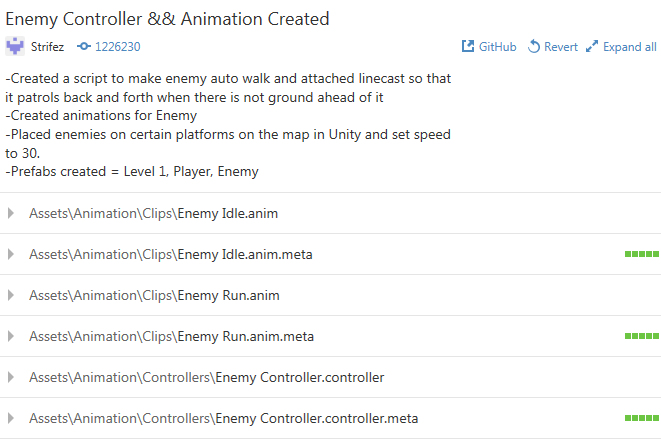 Enemy Controller && Animation Created
Strifez 1226230 GitHub Revert Expand all
-Created a script to make enemy auto walk and attached linecast so that
it patrols back and forth when there is not ground ahead of it
-Created animations for Enemy
-Placed enemies on certain platforms on the map in Unity and set speed
to 30.
-Prefabs created = Level 1, Player, Enemy
Assets\Animation\Clips\Enemy Idle.anim
Assets\Animation\Clips\Enemy Idle.anim.meta
Assets\Animation\Clips\Enemy Run.anim
Assets\Animation\Clips\Enemy Run.anim.meta
Assets\Animation\Controllers\Enemy Controller.controller
Assets\Animation\Controllers\Enemy Controller.controller.meta